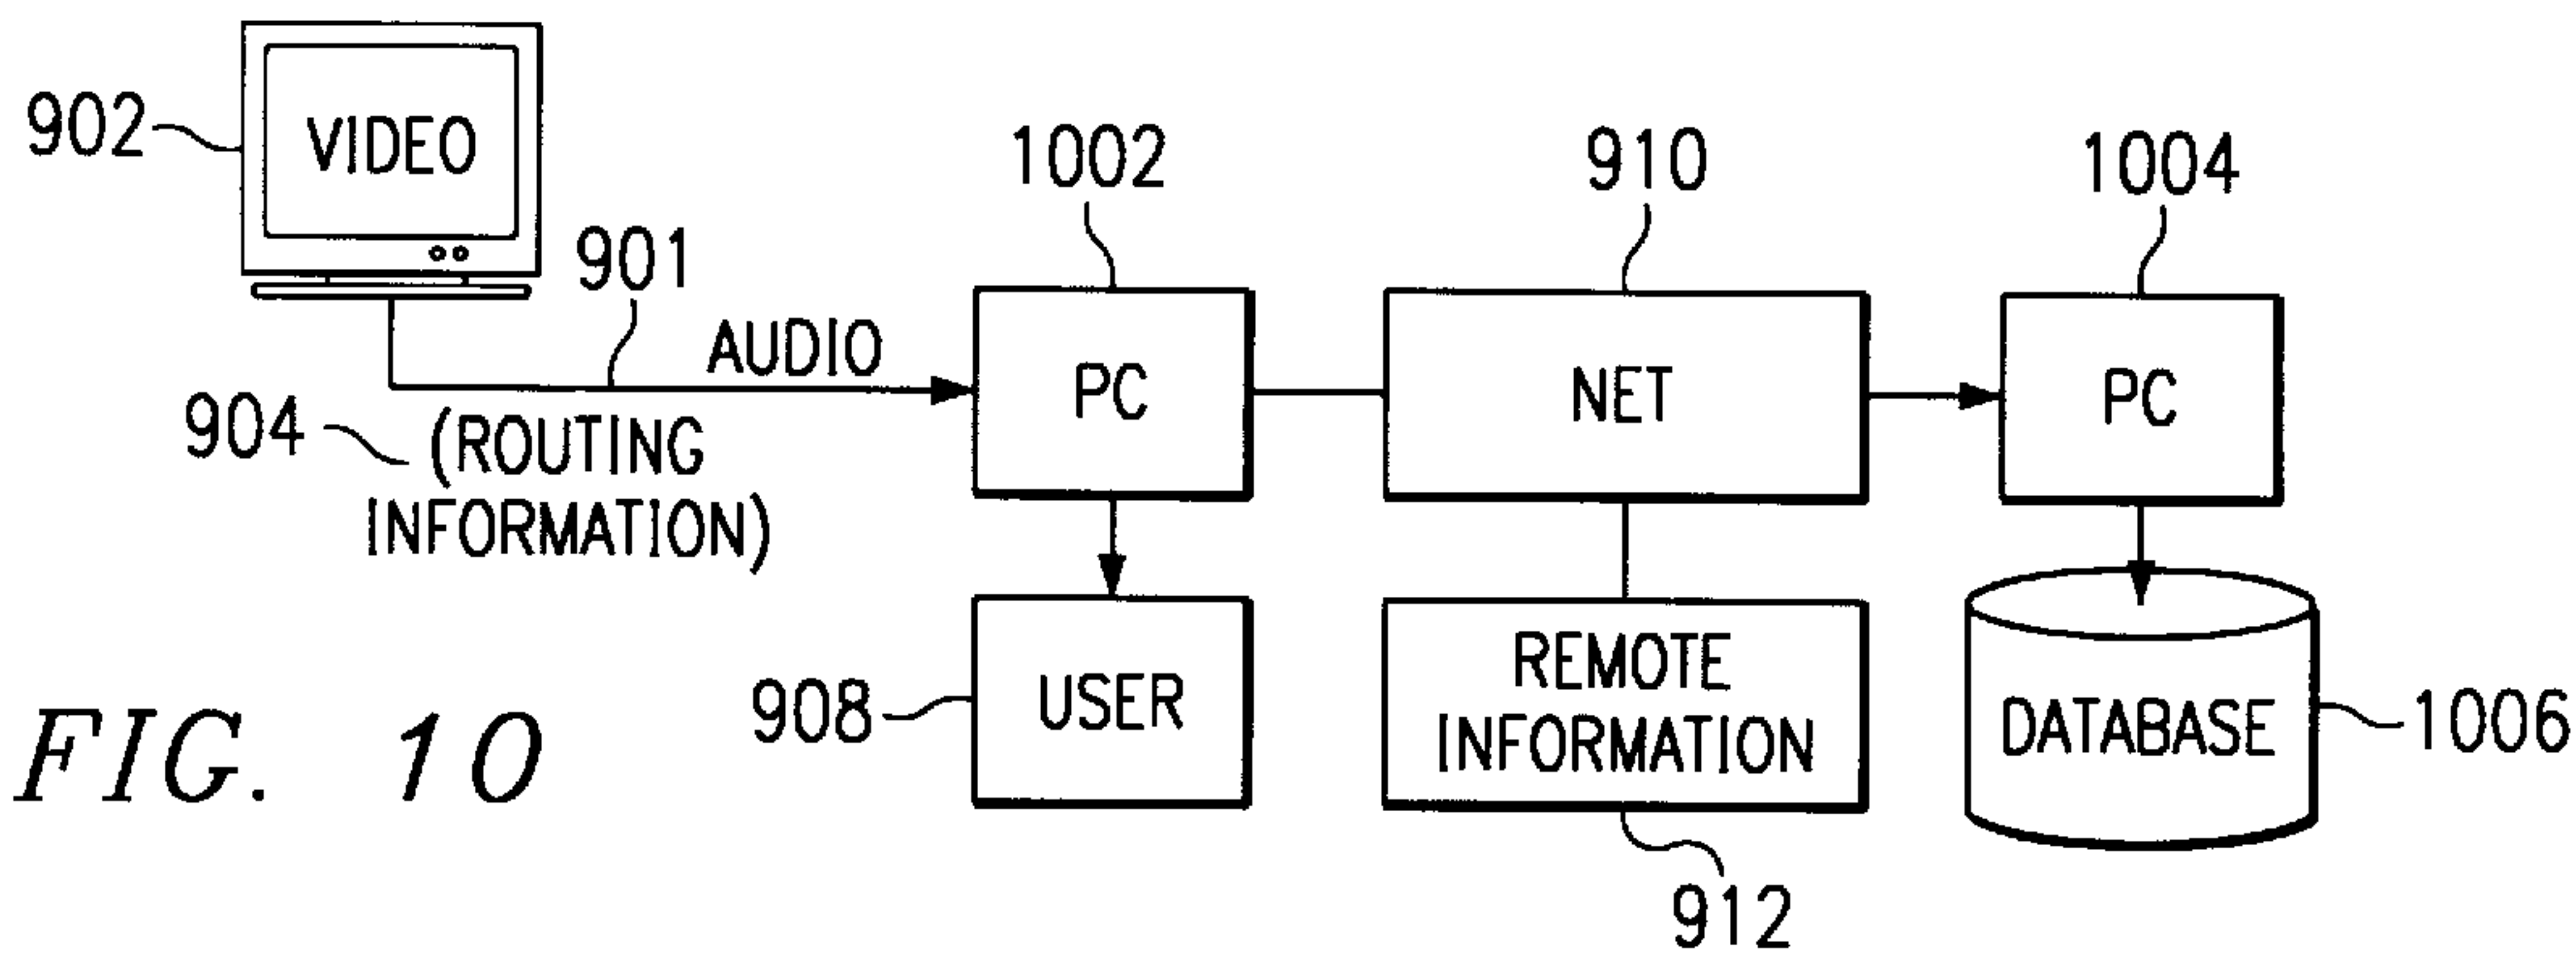 902
VIDEO
901
AUDIO
904
(ROUTING
INFORMATION)
1002
PC
910
NET
1004
PC
908
USER
REMOTE
INFORMATION
912
DATABASE
1006
FIG. 10